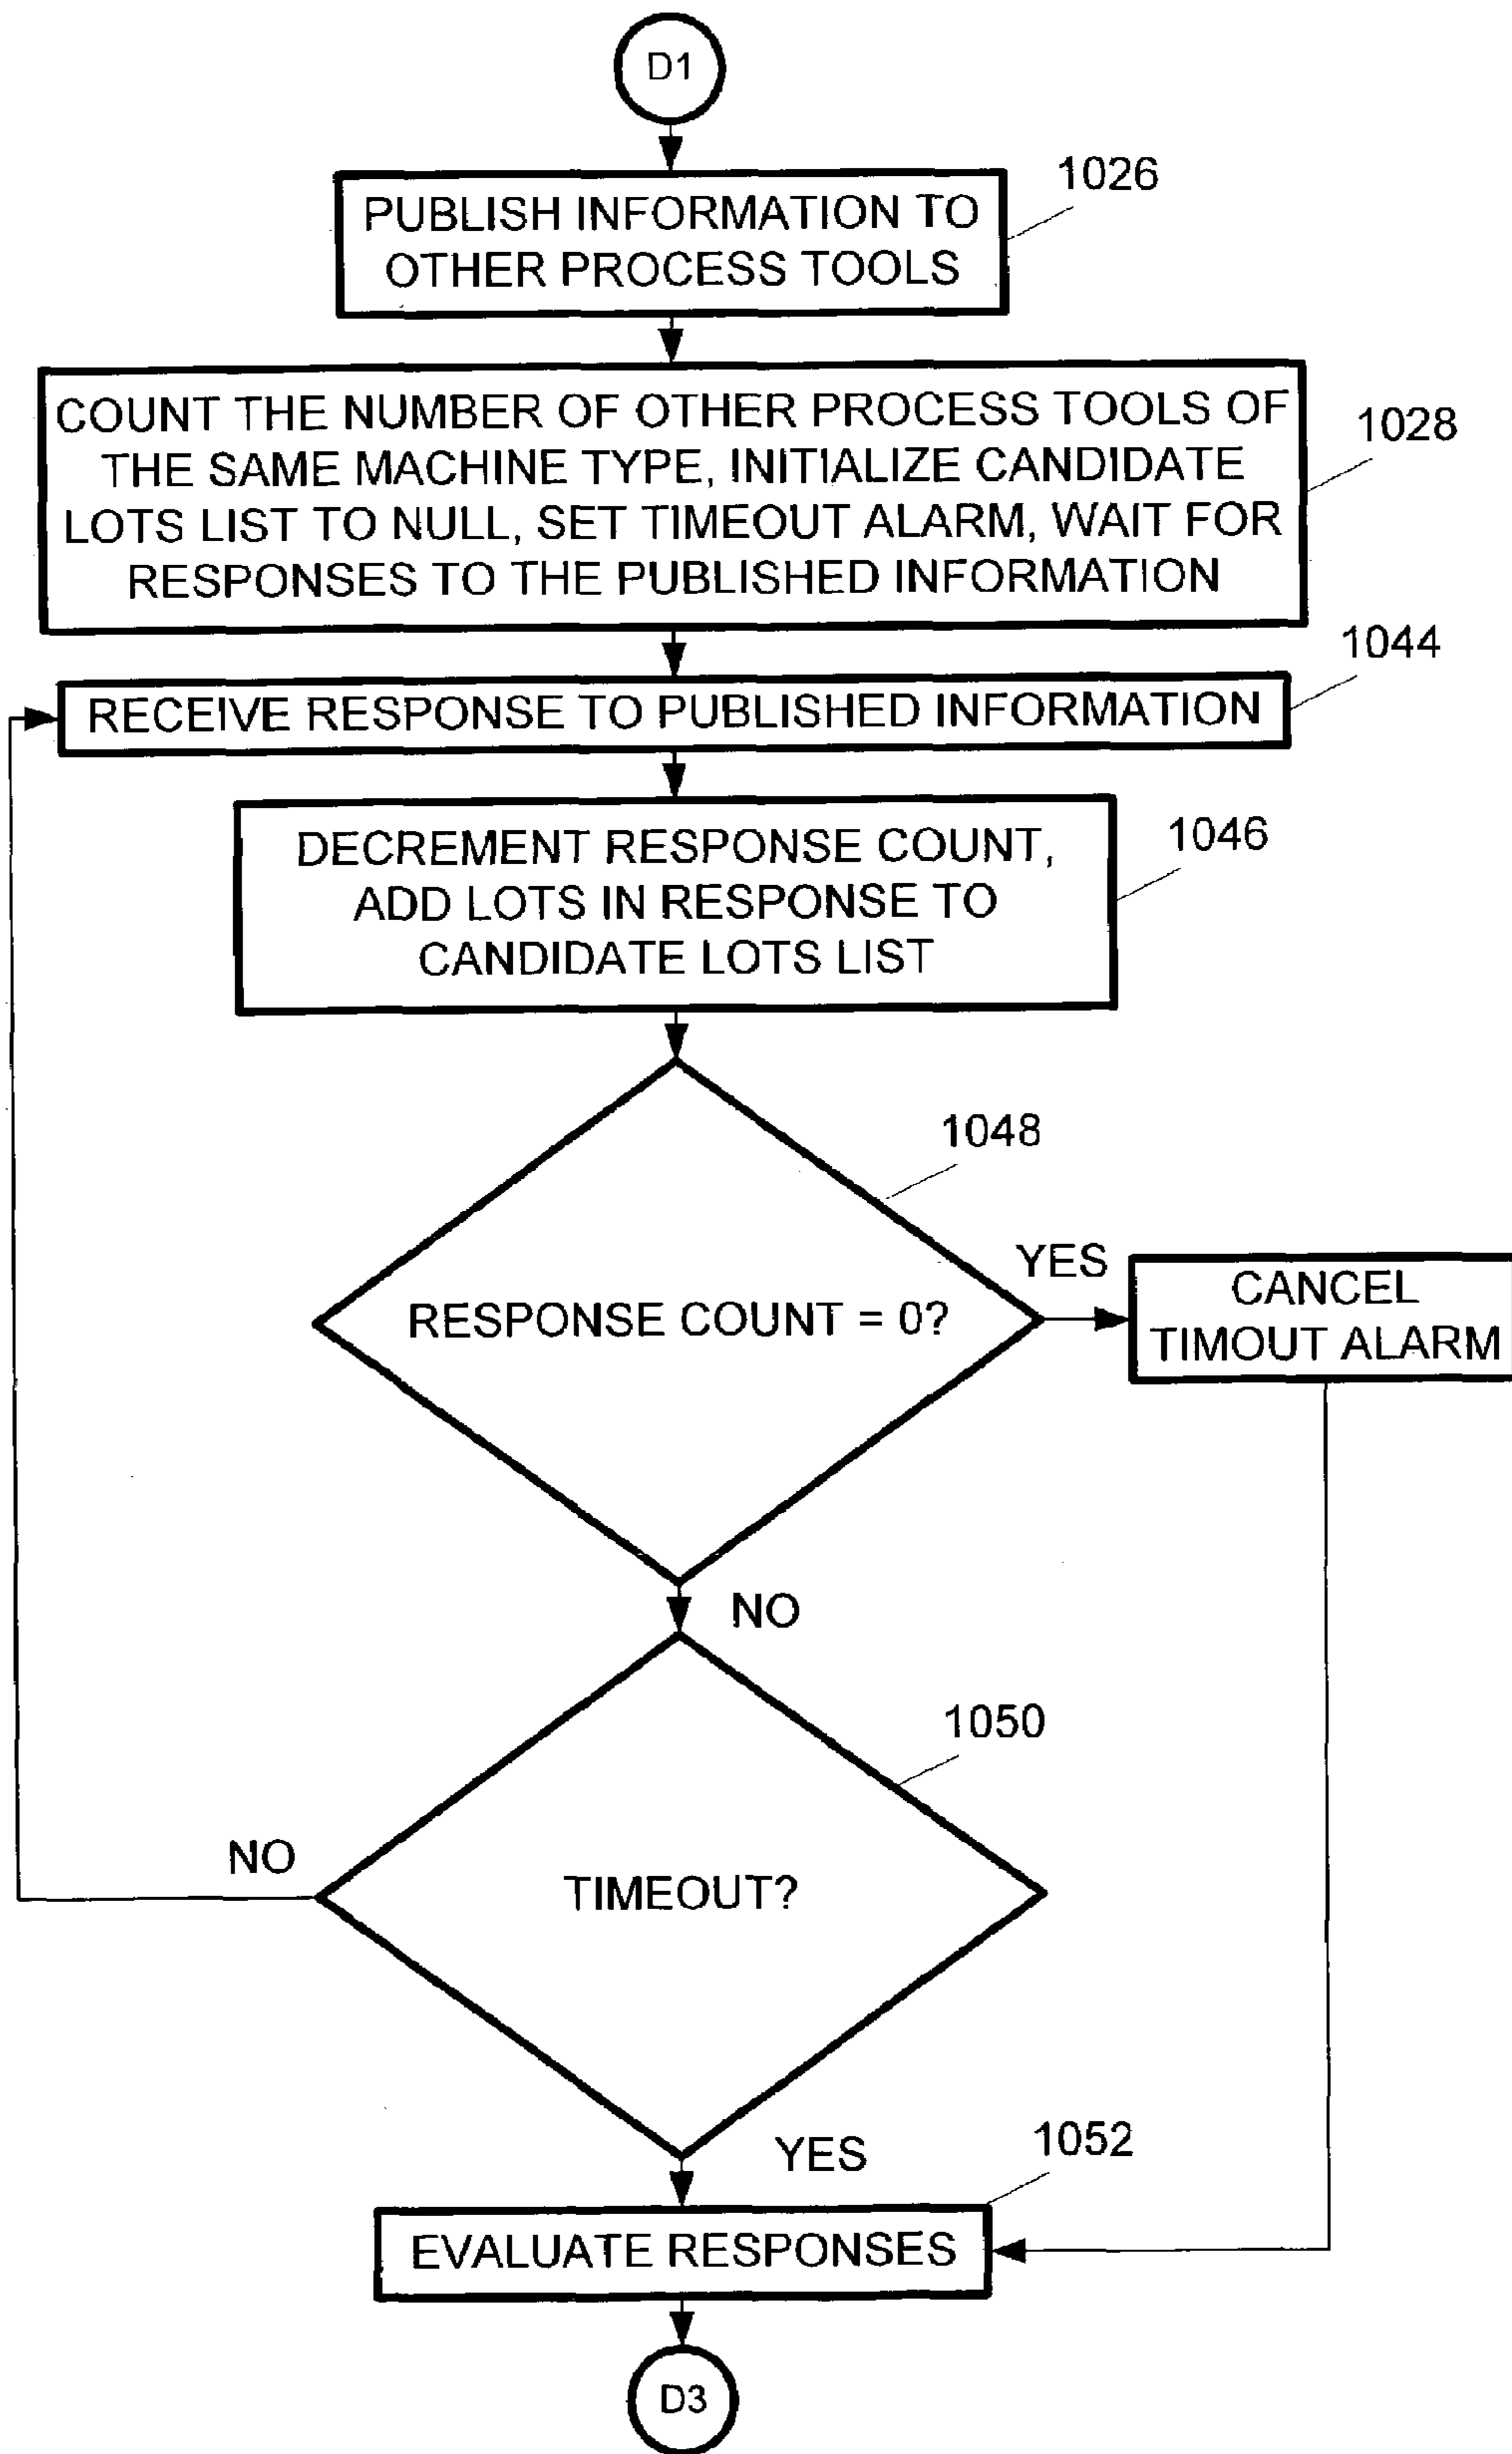 D1
1026
PUBLISH INFORMATION TO
OTHER PROCESS TOOLS
1028
COUNT THE NUMBER OF OTHER PROCESS TOOLS OF
THE SAME MACHINE TYPE, INITIALIZE CANDIDATE
LOTS LIST TO NULL, SET TIMEOUT ALARM, WAIT FOR
RESPONSES TO THE PUBLISHED INFORMATION
1044
RECEIVE RESPONSE TO PUBLISHED INFORMATION
1046
DECREMENT RESPONSE COUNT,
ADD LOTS IN RESPONSE TO
CANDIDATE LOTS LIST
1048
RESPONSE COUNT = 0?
YES
CANCEL
TIMOUT ALARM
NO
1050
TIMEOUT?
NO
YES
1052
EVALUATE RESPONSES
D3